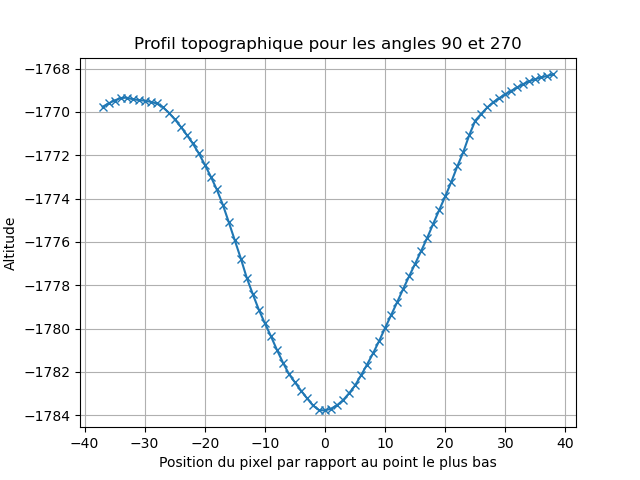 Profil topographique pour les angles 90 et 270
−1768
−1770
−1772
−1774
−1776
−1778
−1780
−1782
−1784
Altitude
−40 −30 −20 −10 0 10 20 30 40
Position du pixel par rapport au point le plus bas